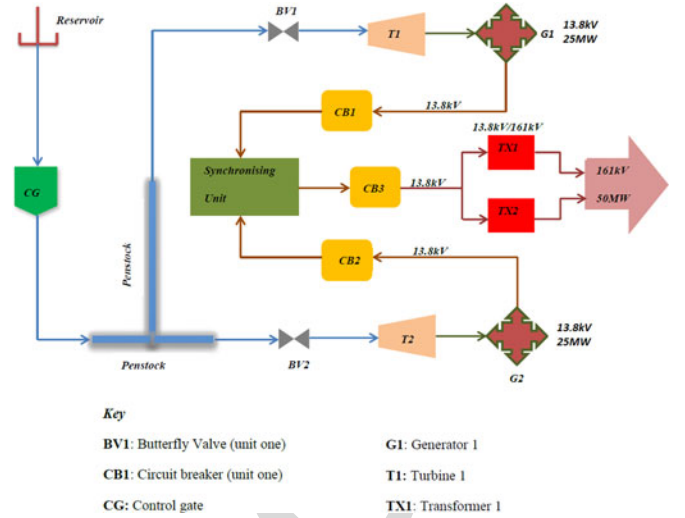 Reservoir
BV1
T1
G1
13.8kV
25MW
CB1
13.8kV
13.8kV/161kV
CG
Synchronising
Unit
CB3
13.8kV
TX1
TX2
161kV
50MW
CB2
13.8kV
Penstock
Penstock
BV2
T2
G2
13.8kV
25MW
Key
BV1: Butterfly Valve (unit one)
G1: Generator 1
CB1: Circuit breaker (unit one)
T1: Turbine 1
CG: Control gate
TX1: Transformer 1